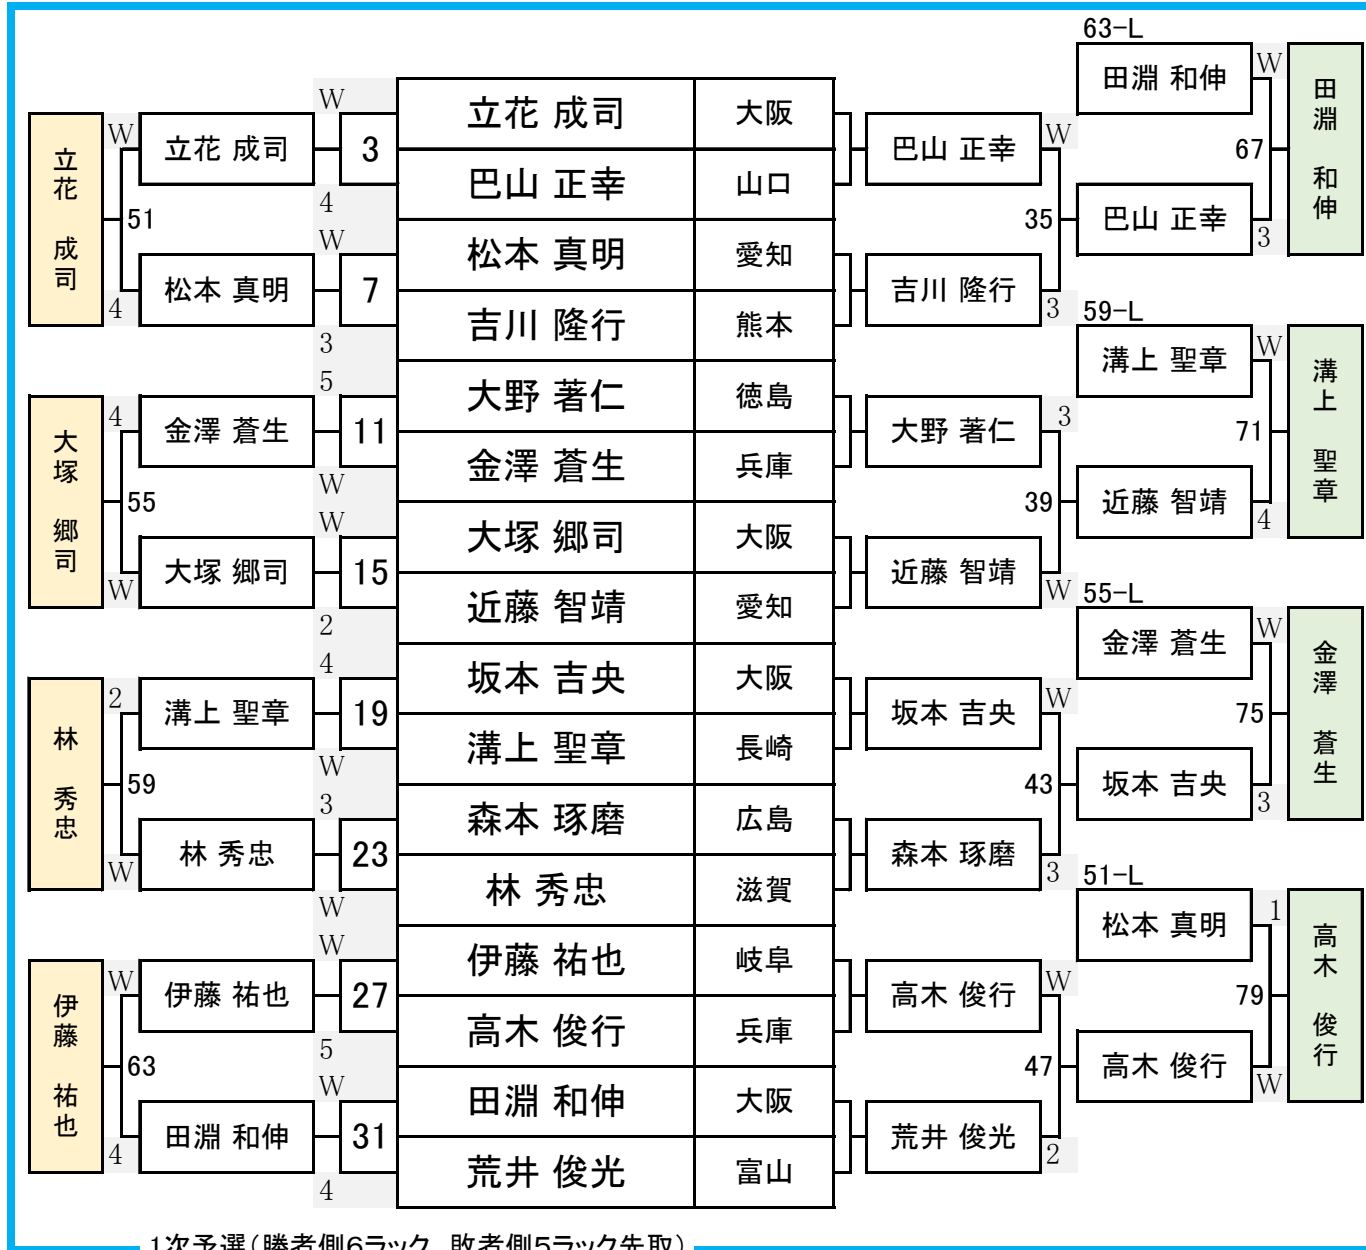 63-L
W 田淵 和伸 W 田淵 和伸
立花 成司 W 立花 成司 3 立花 成司 大阪 巴山 正幸 W 67
巴山 正幸 山口
51 4 35 巴山 正幸 3
W 松本 真明 愛知
4 松本 真明 7 吉川 隆行 3 59-L
吉川 隆行 熊本
3 溝上 聖章 W 溝上 聖章
5 大野 著仁 徳島
大塚 郷司 4 金澤 蒼生 11 大野 著仁 3 71
W 金澤 蒼生 兵庫
55 39 近藤 智靖 4
W 大塚 郷司 大阪
W 大塚 郷司 15 近藤 智靖 W 55-L
2 近藤 智靖 愛知
金澤 蒼生 W 金澤 蒼生
4 坂本 吉央 大阪
林 秀忠 2 溝上 聖章 19 坂本 吉央 W 75
W 溝上 聖章 長崎
59 43 坂本 吉央 3
3 森本 琢磨 広島
W 林 秀忠 23 森本 琢磨 3 51-L
W 林 秀忠 滋賀
松本 真明 1 高木 俊行
W 伊藤 祐也 岐阜
伊藤 祐也 W 伊藤 祐也 27 高木 俊行 W 79
5 高木 俊行 兵庫
63 47 高木 俊行 W
W 田淵 和伸 大阪
4 田淵 和伸 31 荒井 俊光 2
4 荒井 俊光 富山
1次予選(勝者側6ラック、敗者側5ラック先取)